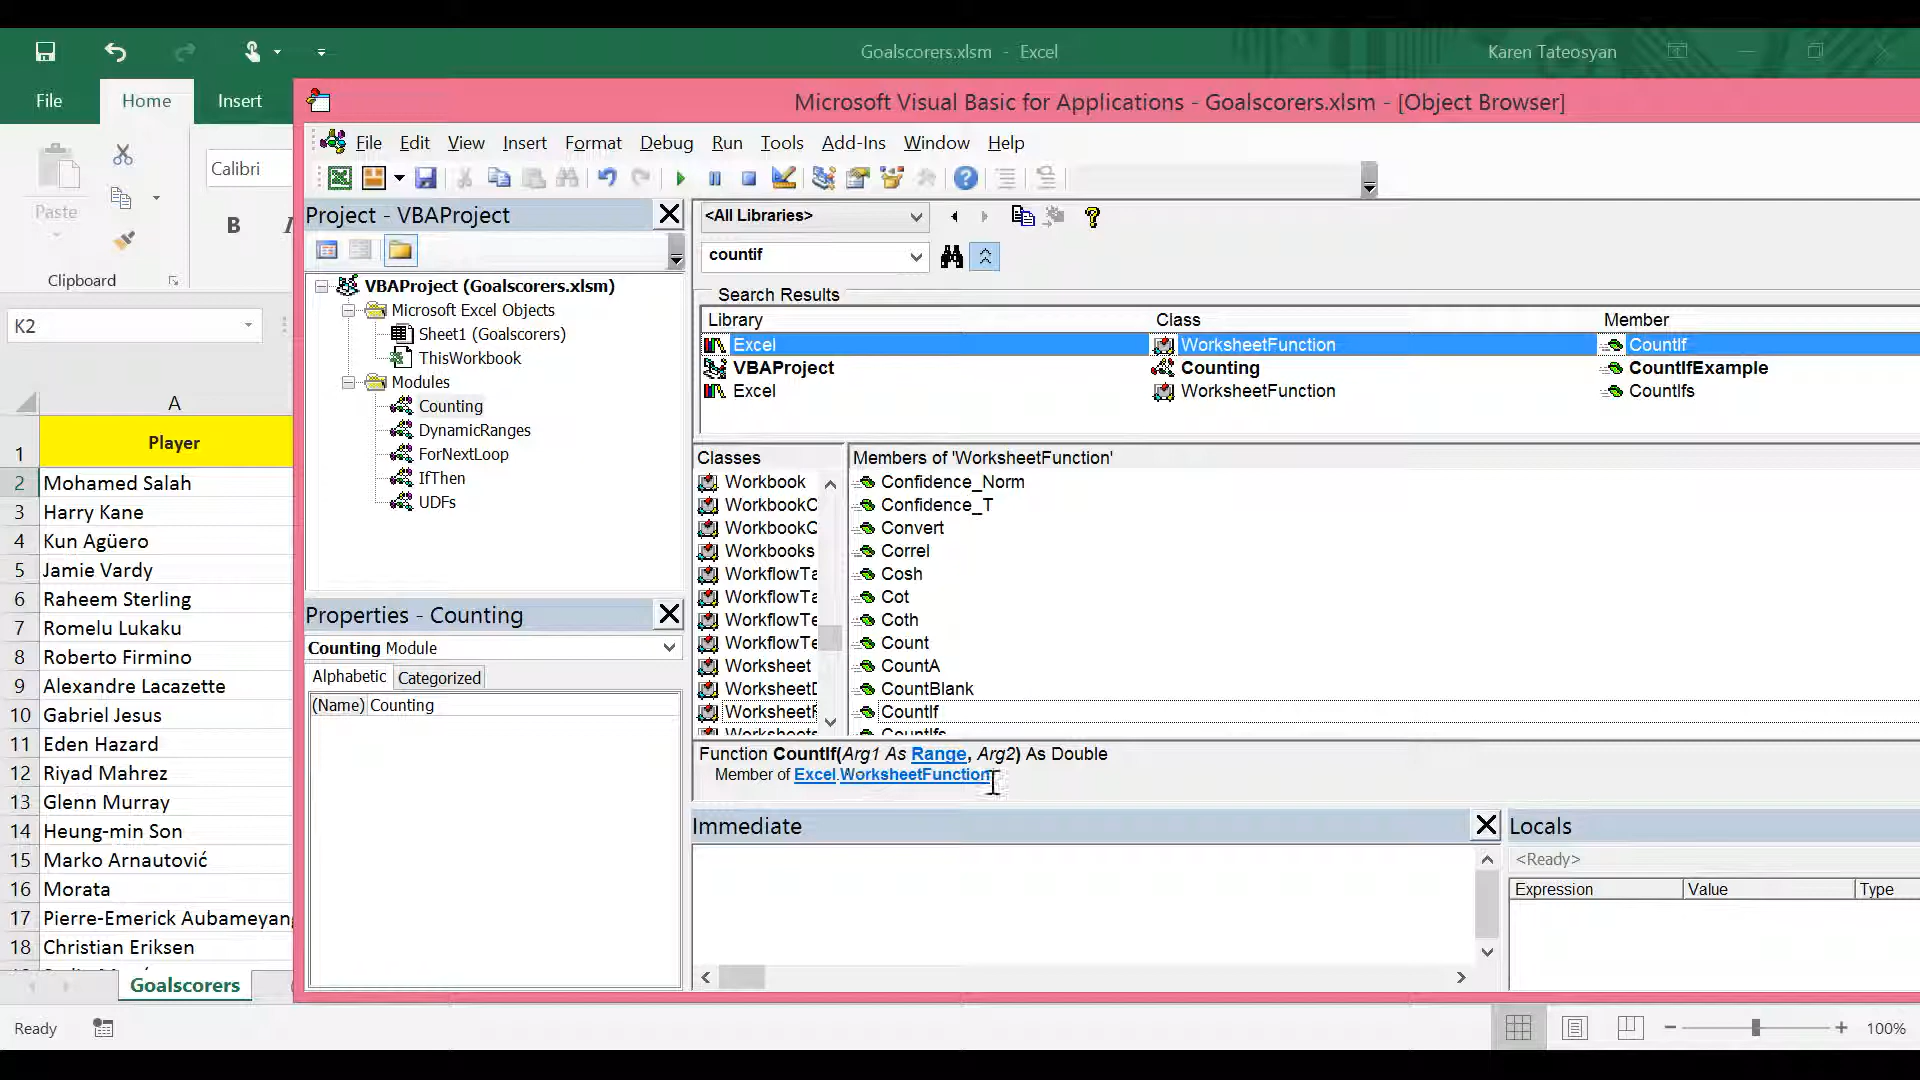 Goalscorers.xlsm - Excel
Karen Tateosyan
File
Home
Insert
Microsoft Visual Basic for Applications - Goalscorers.xlsm - [Object Browser]
File Edit View Insert Format Debug Run Tools Add-Ins Window Help
Paste
Calibri
B
Clipboard
K2
Project - VBAProject
VBAProject (Goalscorers.xlsm)
Microsoft Excel Objects
Sheet1 (Goalscorers)
ThisWorkbook
Modules
Counting
DynamicRanges
ForNextLoop
IfThen
UDFs
<All Libraries>
countif
Search Results
Library Class Member
Excel WorksheetFunction CountIf
VBAProject Counting CountIfExample
Excel WorksheetFunction CountIfs
Classes
Workbook
WorkbookC
WorkbookC
Workbooks
WorkflowTa
WorkflowTa
WorkflowTe
WorkflowTe
Worksheet
Members of 'WorksheetFunction'
Confidence_Norm
Confidence_T
Convert
Correl
Cosh
Cot
Coth
Count
CountA
CountBlank
CountIf
CountIfs
Function CountIf(Arg1 As Range, Arg2) As Double
Member of Excel.WorksheetFunction
Properties - Counting
Counting Module
Alphabetic Categorized
(Name) Counting
Immediate
Locals
<Ready>
Expression Value Type
A
1 Player
2 Mohamed Salah
3 Harry Kane
4 Kun Agüero
5 Jamie Vardy
6 Raheem Sterling
7 Romelu Lukaku
8 Roberto Firmino
9 Alexandre Lacazette
10 Gabriel Jesus
11 Eden Hazard
12 Riyad Mahrez
13 Glenn Murray
14 Heung-min Son
15 Marko Arnautović
16 Morata
17 Pierre-Emerick Aubameyang
18 Christian Eriksen
Goalscorers
Ready
100%